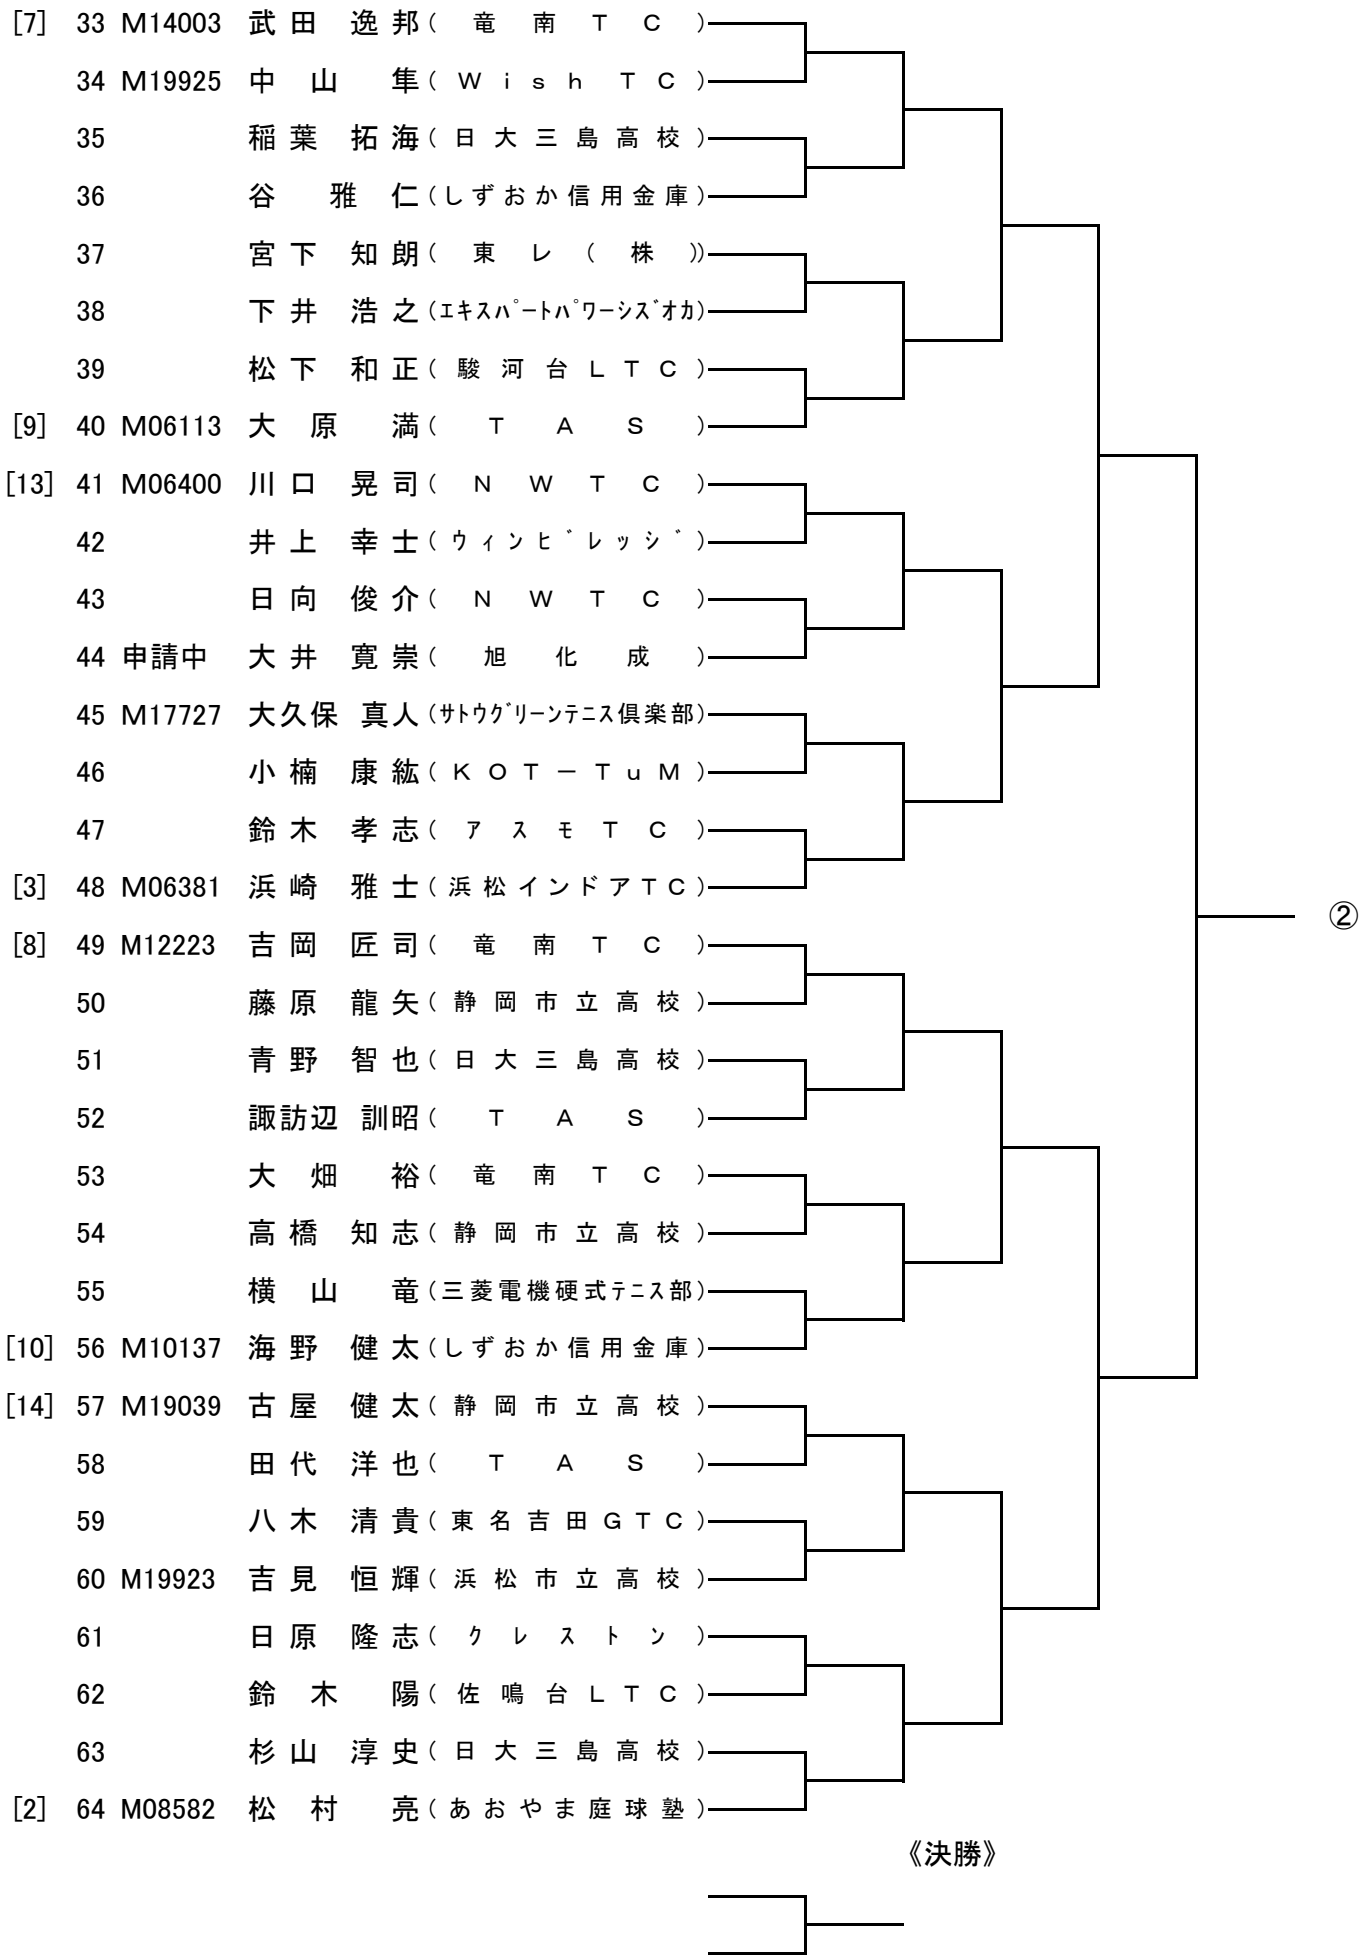 [7] 33 M14003 武田 逸邦(竜南TC)
34 M19925 中山 隼(WishTC)
35 稲葉 拓海(日大三島高校)
36 谷 雅仁(しずおか信用金庫)
37 宮下 知朗(東レ(株))
38 下井 浩之(ｴｷｽﾊﾟｰﾄﾊﾟﾜｰｼｽﾞｵｶ)
39 松下 和正(駿河台LTC)
[9] 40 M06113 大原 満(TAS)
[13] 41 M06400 川口 晃司(NWTC)
42 井上 幸士(ｳｨﾝﾋﾞﾚｯｼﾞ)
43 日向 俊介(NWTC)
44 申請中 大井 寛崇(旭化成)
45 M17727 大久保 真人(ｻﾄｳｸﾞﾘｰﾝﾃﾆｽ倶楽部)
46 小楠 康紘(KOT－TuM)
47 鈴木 孝志(ｱｽﾓTC)
[3] 48 M06381 浜崎 雅士(浜松インドアTC)
②
[8] 49 M12223 吉岡 匠司(竜南TC)
50 藤原 龍矢(静岡市立高校)
51 青野 智也(日大三島高校)
52 諏訪辺 訓昭(TAS)
53 大畑 裕(竜南TC)
54 高橋 知志(静岡市立高校)
55 横山 竜(三菱電機硬式ﾃﾆｽ部)
[10] 56 M10137 海野 健太(しずおか信用金庫)
[14] 57 M19039 古屋 健太(静岡市立高校)
58 田代 洋也(TAS)
59 八木 清貴(東名吉田GTC)
60 M19923 吉見 恒輝(浜松市立高校)
61 日原 隆志(ｸﾚｽﾄﾝ)
62 鈴木 陽(佐鳴台LTC)
63 杉山 淳史(日大三島高校)
[2] 64 M08582 松村 亮(あおやま庭球塾)
《決勝》